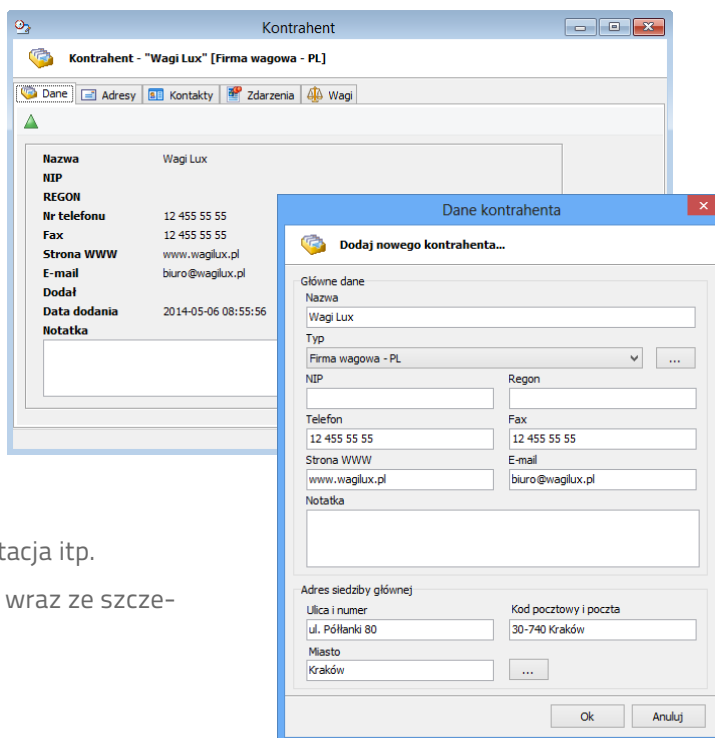 Kontrahent
Kontrahent - "Wagi Lux" [Firma wagowa - PL]
Dane Adresy Kontakty Zdarzenia Wagi
Nazwa Wagi Lux
NIP
REGON
Nr telefonu 12 455 55 55
Fax 12 455 55 55
Strona WWW www.wagilux.pl
E-mail biuro@wagilux.pl
Dodał
Data dodania 2014-05-06 08:55:56
Notatka
Dane kontrahenta
Dodaj nowego kontrahenta...
Główne dane
Nazwa
Wagi Lux
Typ
Firma wagowa - PL ...
NIP Regon
Telefon Fax
12 455 55 55 12 455 55 55
Strona WWW E-mail
www.wagilux.pl biuro@wagilux.pl
Notatka
Adres siedziby głównej
Ulica i numer Kod pocztowy i poczta
ul. Półłanki 80 30-740 Kraków
Miasto
Kraków ...
Ok Anuluj
tacja itp.
wraz ze szcze-